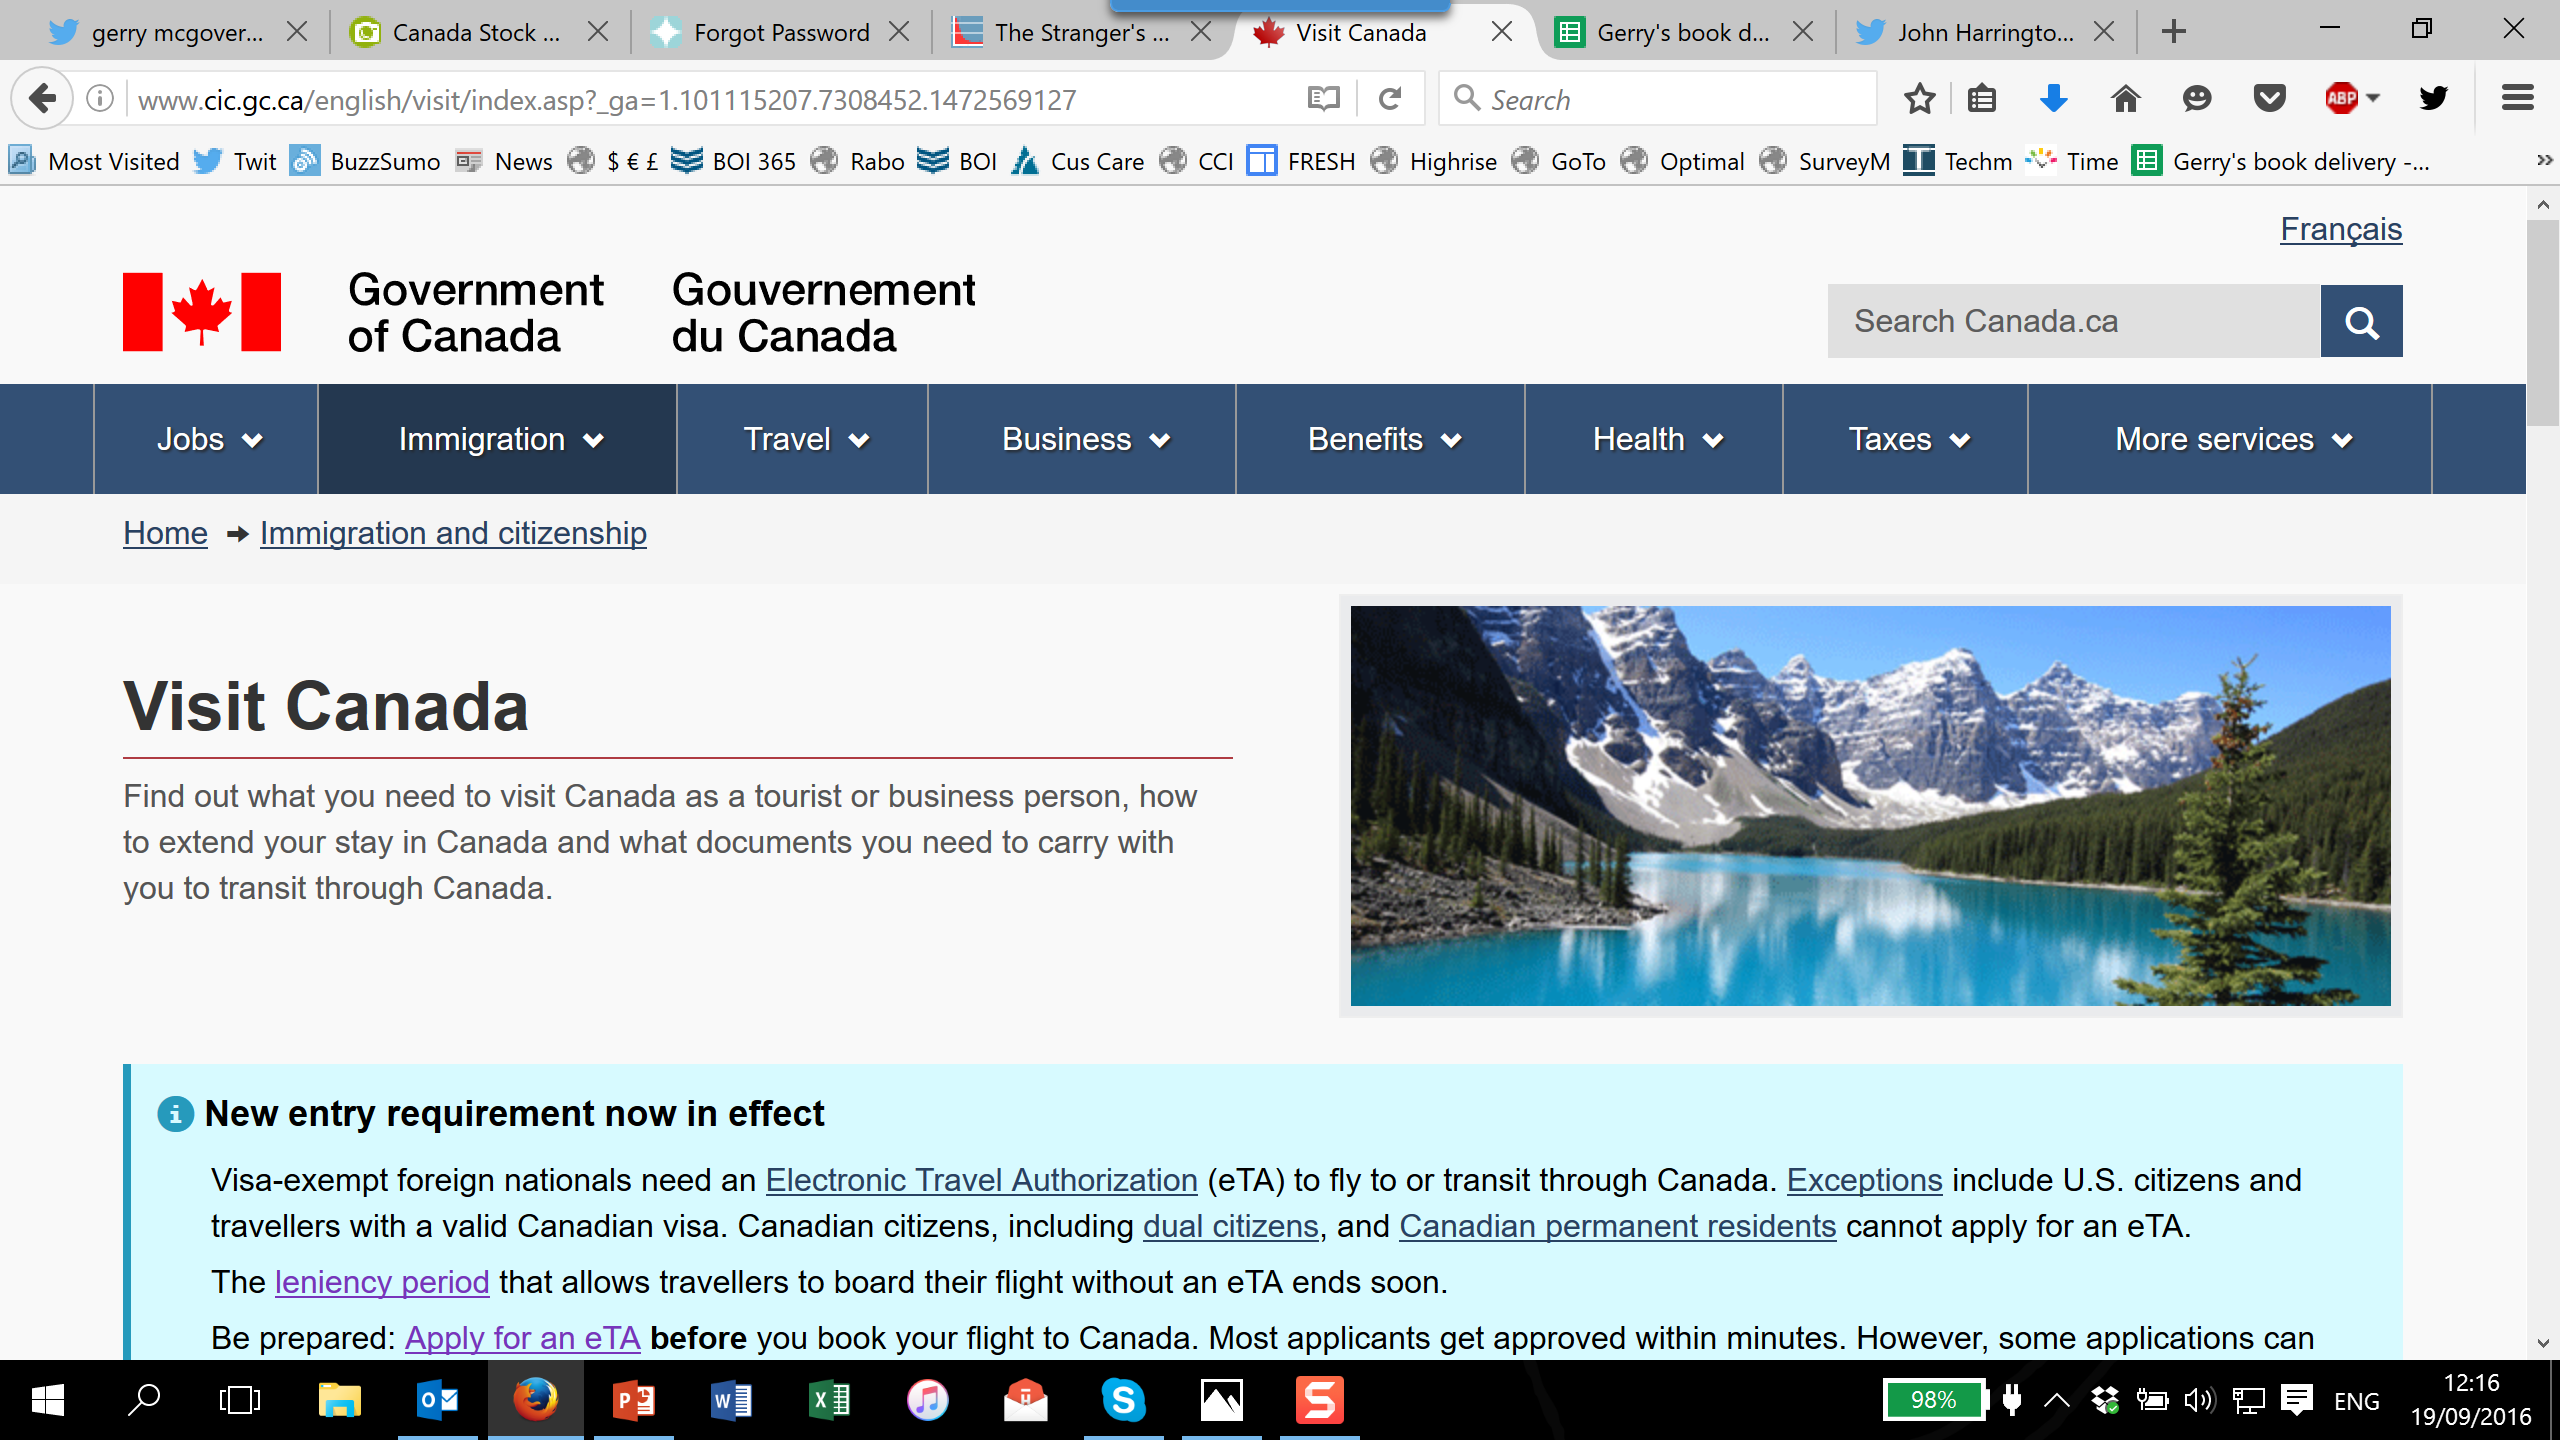 gerry mcgover...
Canada Stock ...
Forgot Password
The Stranger's ...
Visit Canada
Gerry's book d...
John Harringto...
www.cic.gc.ca/english/visit/index.asp?_ga=1.101115207.7308452.1472569127
Search
ABP
Most Visited
Twit
BuzzSumo
News
$ € £
BOI 365
Rabo
BOI
Cus Care
CCI
FRESH
Highrise
GoTo
Optimal
SurveyM
Techm
Time
Gerry's book delivery -...
Français
Government
of Canada
Gouvernement
du Canada
Search Canada.ca
Jobs
Immigration
Travel
Business
Benefits
Health
Taxes
More services
Home
Immigration and citizenship
Visit Canada
Find out what you need to visit Canada as a tourist or business person, how
to extend your stay in Canada and what documents you need to carry with
you to transit through Canada.
New entry requirement now in effect
Visa-exempt foreign nationals need an Electronic Travel Authorization (eTA) to fly to or transit through Canada. Exceptions include U.S. citizens and
travellers with a valid Canadian visa. Canadian citizens, including dual citizens, and Canadian permanent residents cannot apply for an eTA.
The leniency period that allows travellers to board their flight without an eTA ends soon.
Be prepared: Apply for an eTA before you book your flight to Canada. Most applicants get approved within minutes. However, some applications can
98%
ENG
12:16
19/09/2016